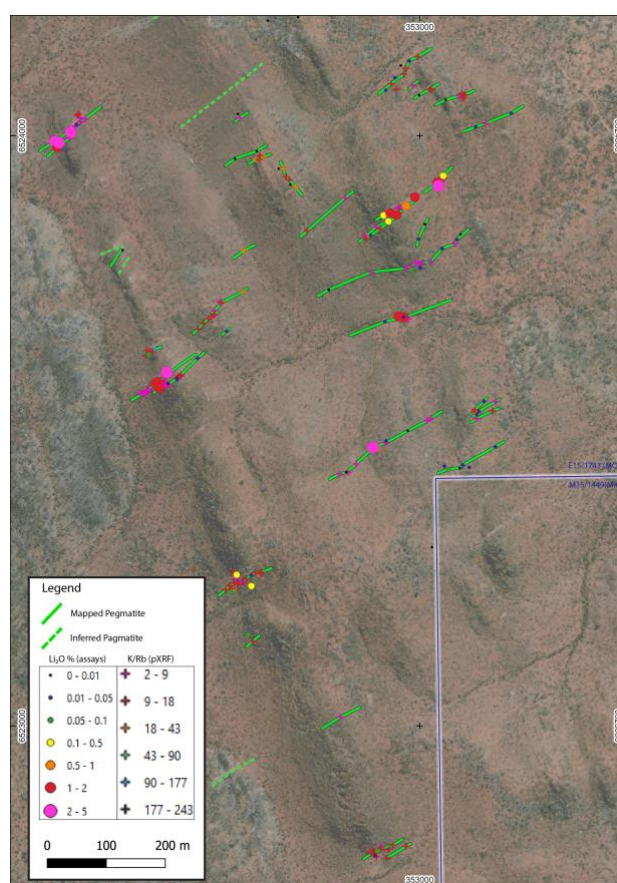 353000
6524000
E15/1743(MO
M15/1449(MR
Legend
Mapped Pegmatite
Inferred Pagmatite
Li₂O % (assays) K/Rb (pXRF)
0 - 0.01 2 - 9
0.01 - 0.05 9 - 18
0.05 - 0.1 18 - 43
0.1 - 0.5 43 - 90
0.5 - 1 90 - 177
1 - 2 177 - 243
2 - 5
0 100 200 m
6523000
353000